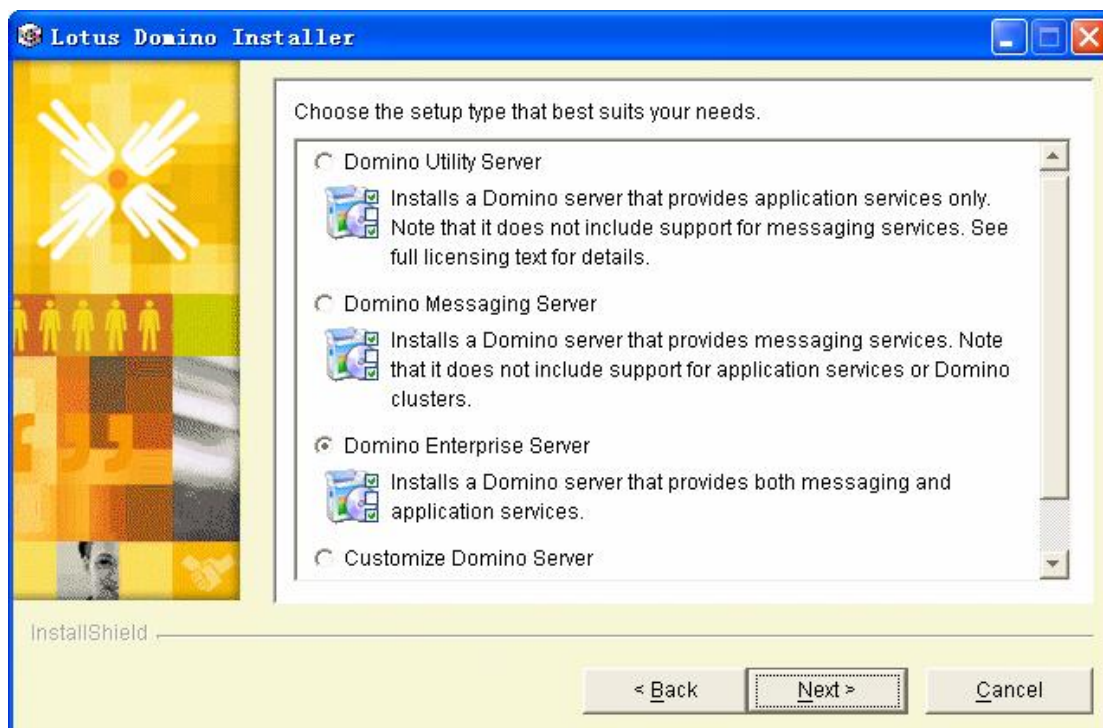 Lotus Domino Installer
Choose the setup type that best suits your needs.
Domino Utility Server
Installs a Domino server that provides application services only.
Note that it does not include support for messaging services. See
full licensing text for details.
Domino Messaging Server
Installs a Domino server that provides messaging services. Note
that it does not include support for application services or Domino
clusters.
Domino Enterprise Server
Installs a Domino server that provides both messaging and
application services.
Customize Domino Server
InstallShield
< Back
Next >
Cancel